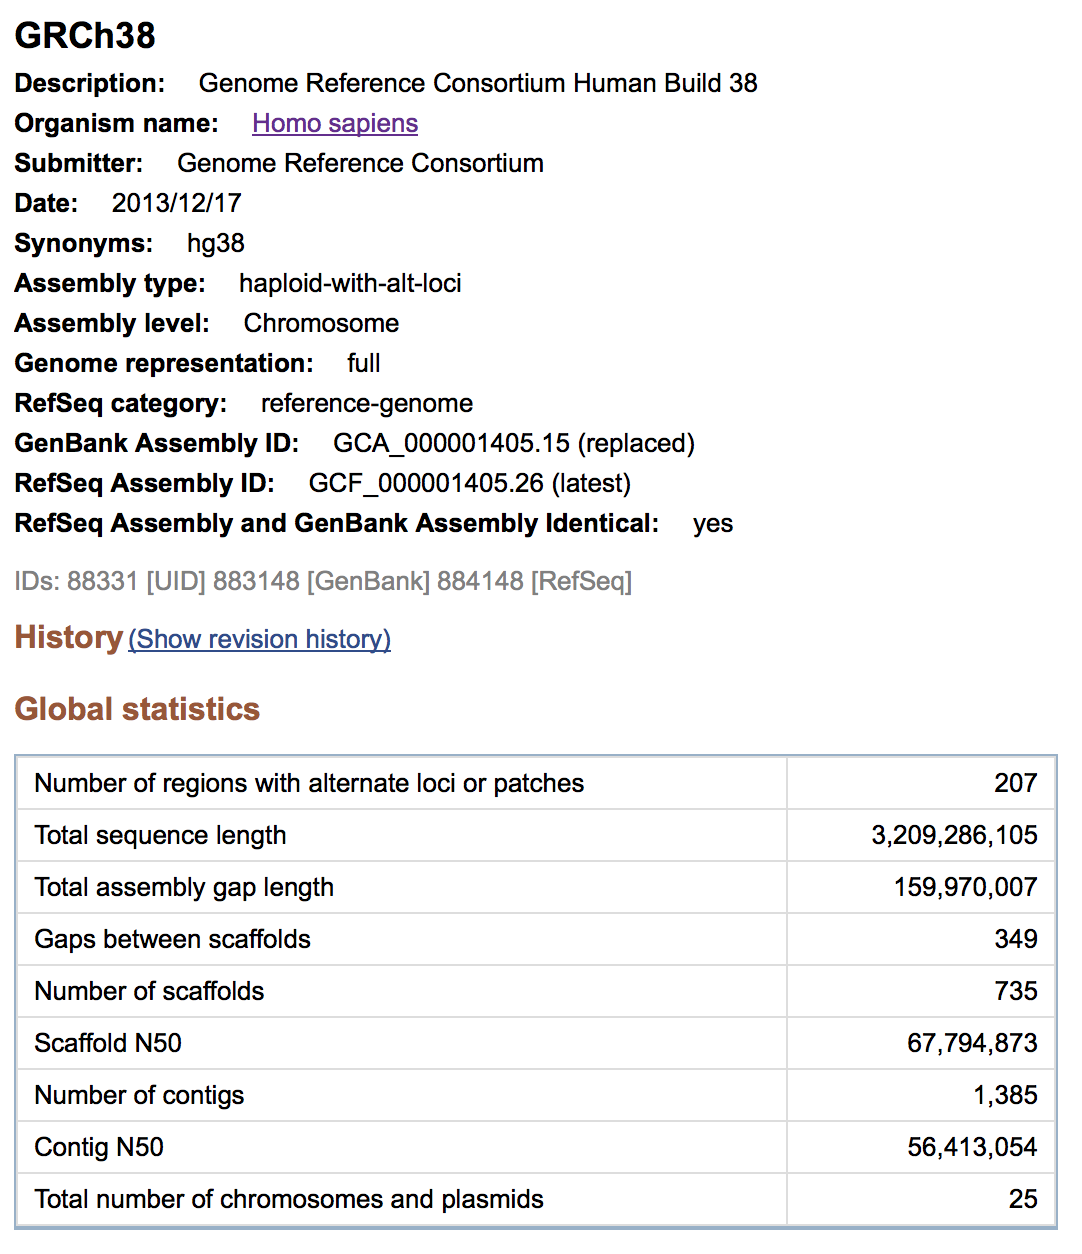 GRCh38
Description: Genome Reference Consortium Human Build 38
Organism name: Homo sapiens
Submitter: Genome Reference Consortium
Date: 2013/12/17
Synonyms: hg38
Assembly type: haploid-with-alt-loci
Assembly level: Chromosome
Genome representation: full
RefSeq category: reference-genome
GenBank Assembly ID: GCA_000001405.15 (replaced)
RefSeq Assembly ID: GCF_000001405.26 (latest)
RefSeq Assembly and GenBank Assembly Identical: yes
IDs: 88331 [UID] 883148 [GenBank] 884148 [RefSeq]
History (Show revision history)
Global statistics
Number of regions with alternate loci or patches 207
Total sequence length 3,209,286,105
Total assembly gap length 159,970,007
Gaps between scaffolds 349
Number of scaffolds 735
Scaffold N50 67,794,873
Number of contigs 1,385
Contig N50 56,413,054
Total number of chromosomes and plasmids 25